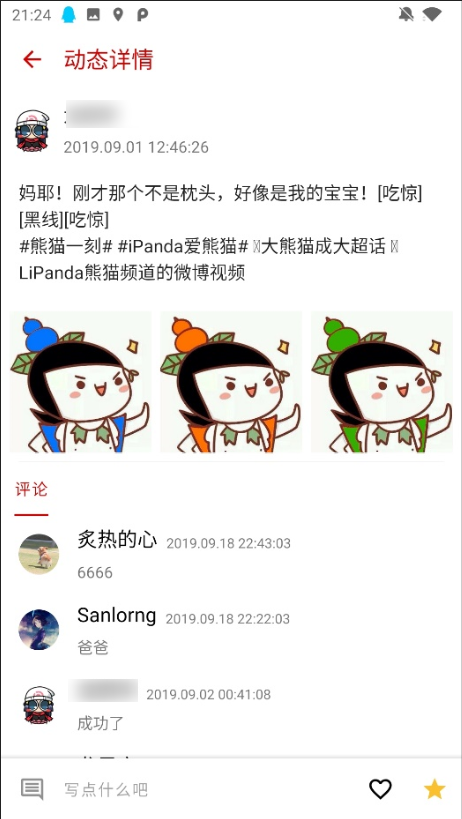 21:24
动态详情
2019.09.01 12:46:26
妈耶！刚才那个不是枕头，好像是我的宝宝！[吃惊]
[黑线][吃惊]
#熊猫一刻# #iPanda爱熊猫# 大熊猫成大超话
LiPanda熊猫频道的微博视频
评论
炙热的心 2019.09.18 22:43:03
6666
Sanlorng 2019.09.18 22:22:03
爸爸
2019.09.02 00:41:08
成功了
写点什么吧